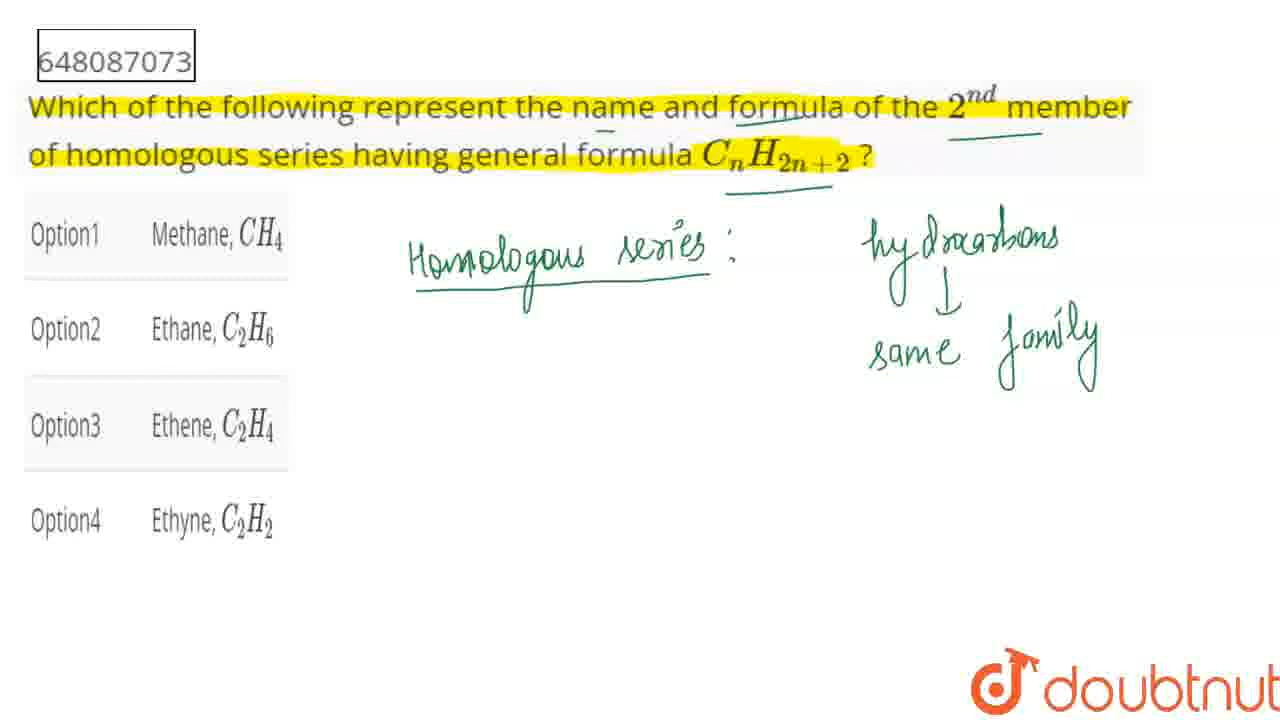 648087073
Which of the following represent the name and formula of the 2^{nd} member
of homologous series having general formula C_nH_{2n+2} ?
Option1 Methane, CH_4
Homologous series : hydrocarbons
↓
same family
Option2 Ethane, C_2H_6
Option3 Ethene, C_2H_4
Option4 Ethyne, C_2H_2
doubtnut